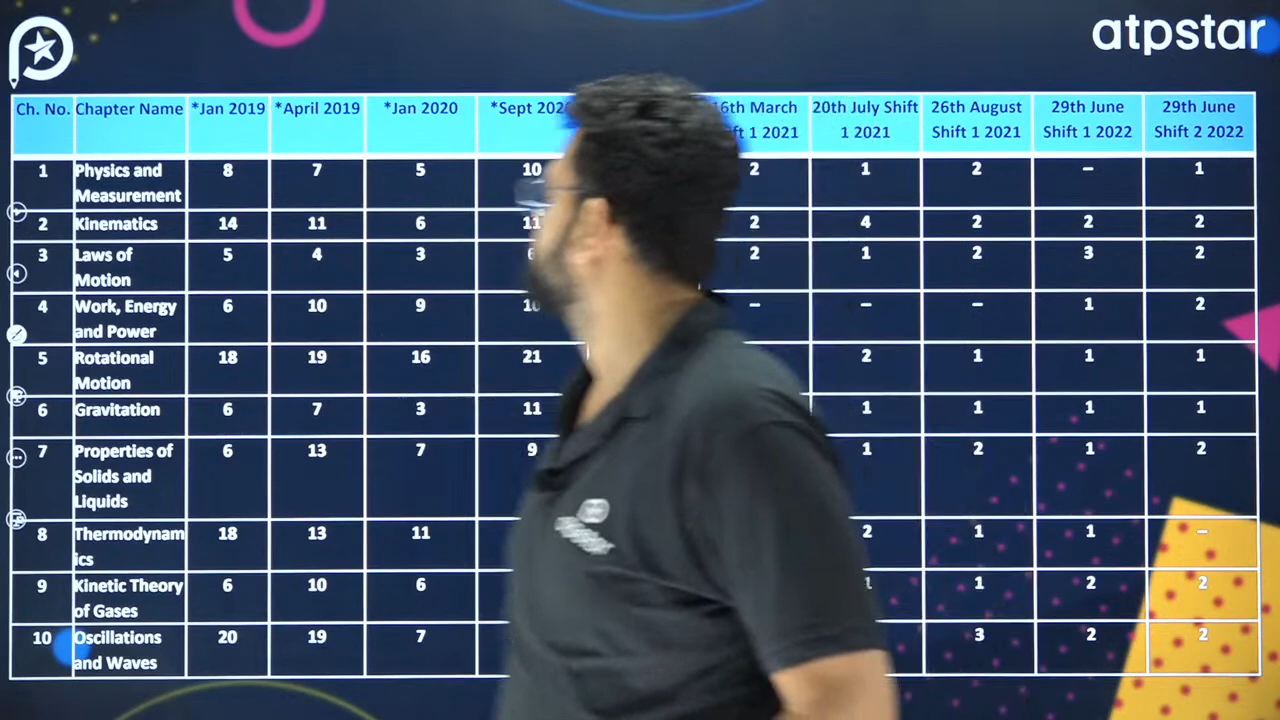 atpstar
Ch. No. Chapter Name *Jan 2019 *April 2019 *Jan 2020 *Sept 2020 16th March 20th July Shift 26th August 29th June 29th June
1 2021 1 2021 Shift 1 2021 Shift 1 2022 Shift 2 2022
1 Physics and 8 7 5 10 2 1 2 – 1
Measurement
2 Kinematics 14 11 6 11 2 4 2 2 2
3 Laws of 5 4 3 2 1 2 3 2
Motion
4 Work, Energy 6 10 9 10 – – – 1 2
and Power
5 Rotational 18 19 16 21 2 1 1 1
Motion
6 Gravitation 6 7 3 11 1 1 1 1
7 Properties of 6 13 7 9 1 2 1 2
Solids and
Liquids
8 Thermodynam 18 13 11 2 1 1 –
ics
9 Kinetic Theory 6 10 6 1 1 2 2
of Gases
10 Oscillations 20 19 7 3 2 2
and Waves